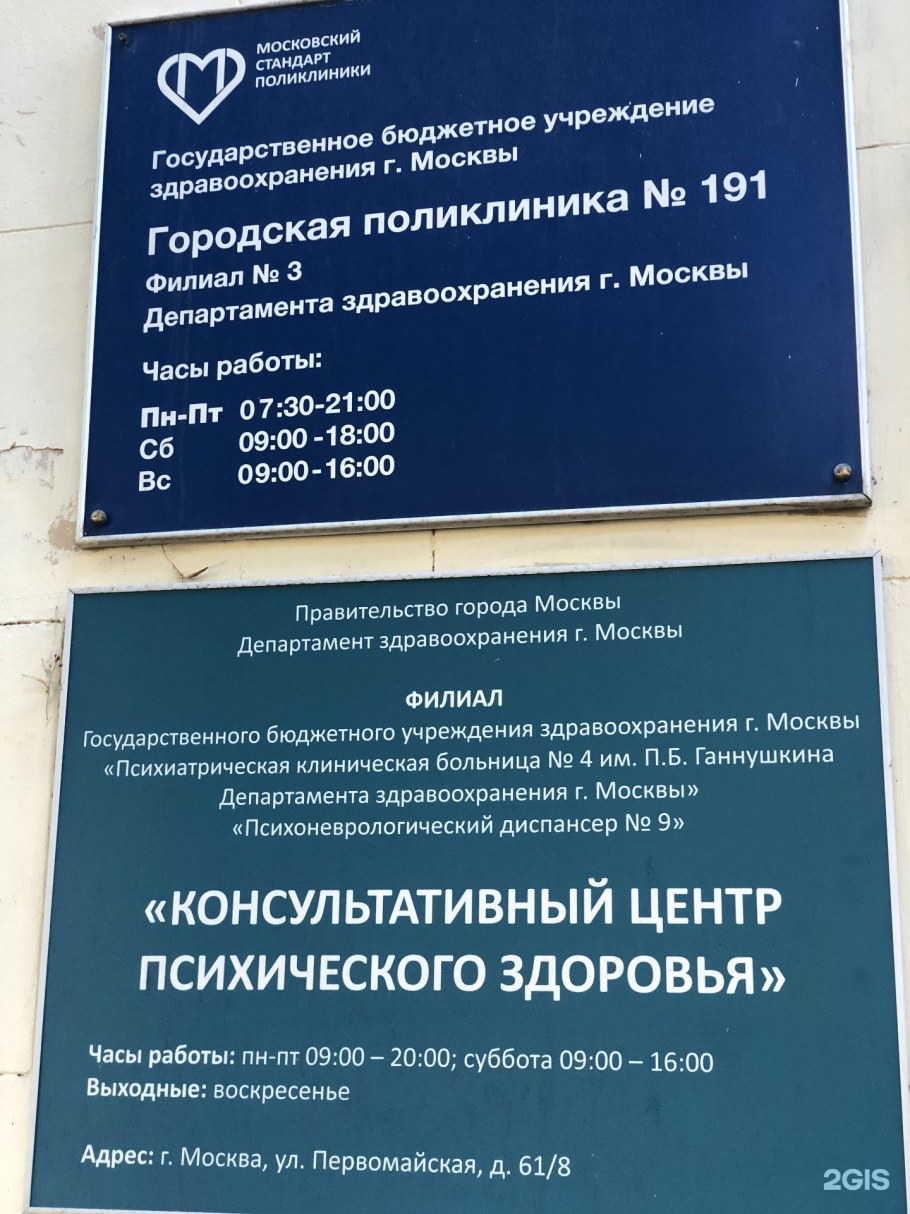 МОСКОВСКИЙ
СТАНДАРТ
ПОЛИКЛИНИКИ
Государственное бюджетное учреждение
здравоохранения г. Москвы
Городская поликлиника № 191
Филиал № 3
Департамента здравоохранения г. Москвы
Часы работы:
Пн-Пт 07:30-21:00
Сб 09:00-18:00
Вс 09:00-16:00
Правительство города Москвы
Департамент здравоохранения г. Москвы
ФИЛИАЛ
Государственного бюджетного учреждения здравоохранения г. Москвы
«Психиатрическая клиническая больница № 4 им. П.Б. Ганнушкина
Департамента здравоохранения г. Москвы»
«Психоневрологический диспансер № 9»
«КОНСУЛЬТАТИВНЫЙ ЦЕНТР
ПСИХИЧЕСКОГО ЗДОРОВЬЯ»
Часы работы: пн-пт 09:00 – 20:00; суббота 09:00 – 16:00
Выходные: воскресенье
Адрес: г. Москва, ул. Первомайская, д. 61/8
2GIS